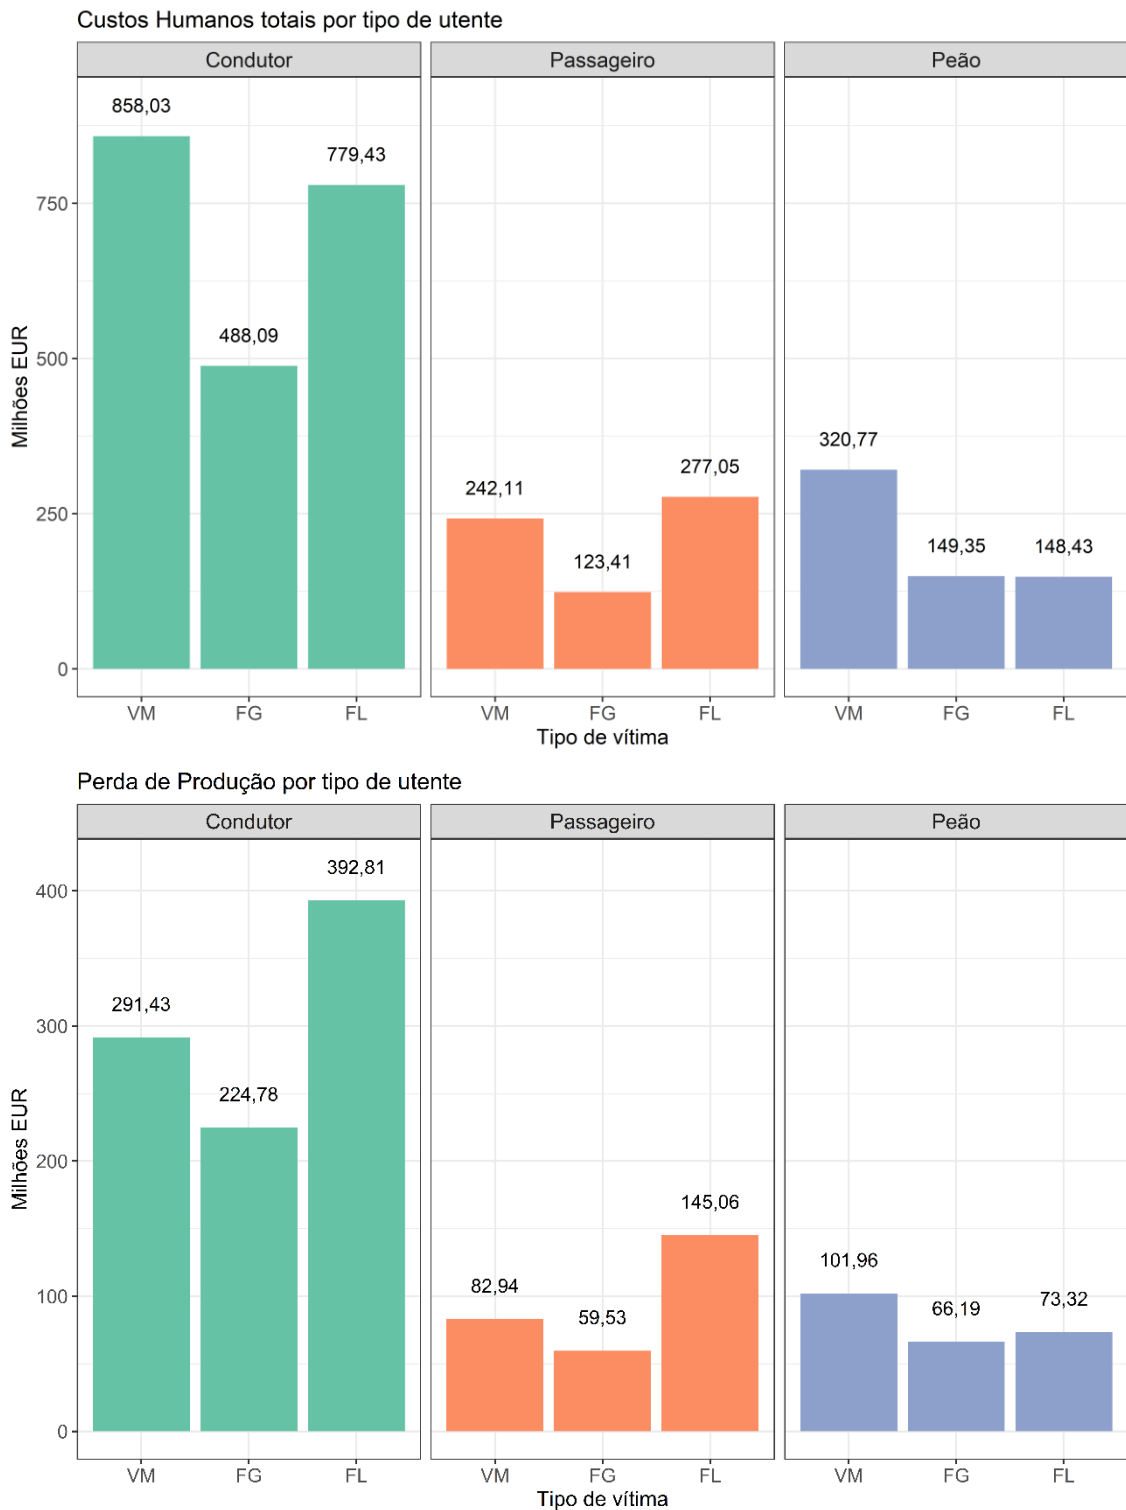 Custos Humanos totais por tipo de utente
Condutor Passageiro Peão
858,03
779,43
750
488,09
500
Milhões EUR
320,77
277,05
242,11
250
149,35 148,43
123,41
0
VM FG FL VM FG FL VM FG FL
Tipo de vítima
Perda de Produção por tipo de utente
Condutor Passageiro Peão
392,81
400
291,43
300
224,78
Milhões EUR
200
145,06
101,96
82,94
73,32
66,19
59,53
100
0
VM FG FL VM FG FL VM FG FL
Tipo de vítima